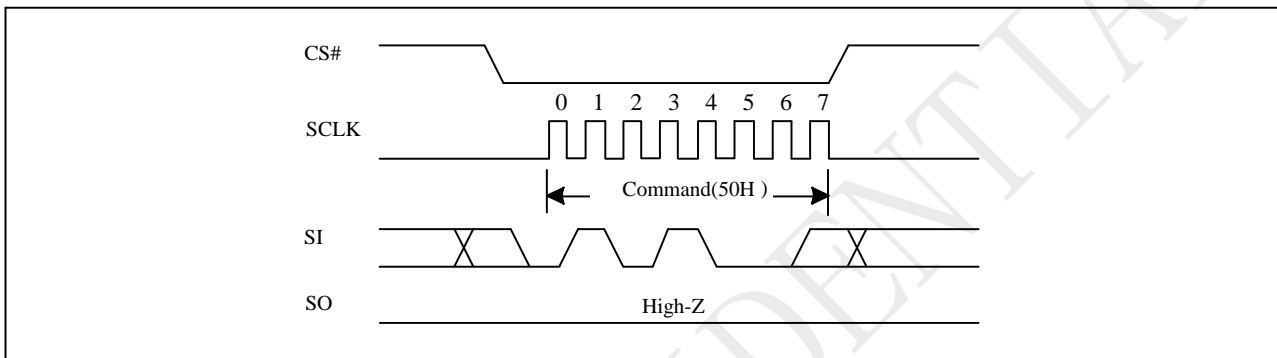 CS#
0 1 2 3 4 5 6 7
SCLK
Command(50H )
SI
SO High-Z